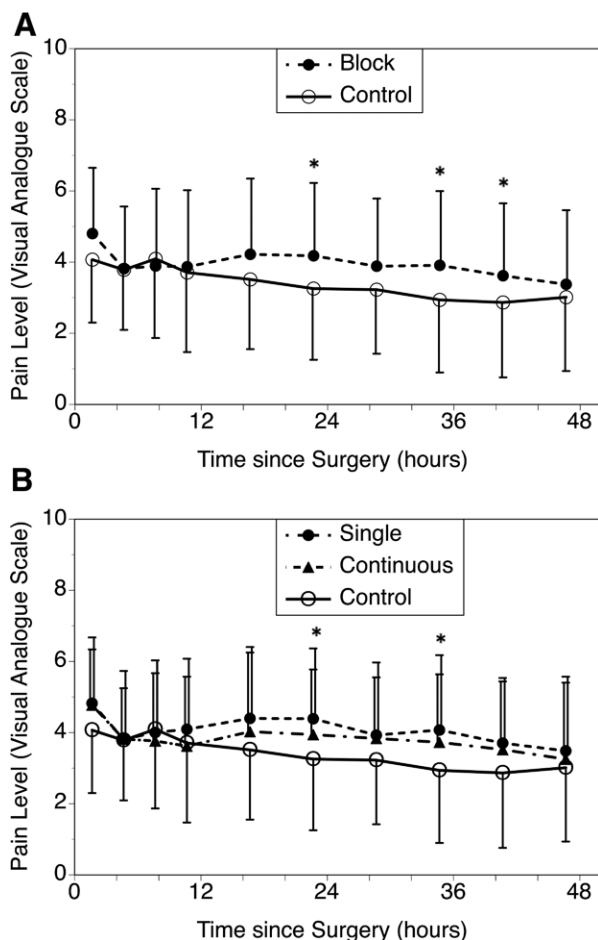 A
10
8
6
4
2
0
Pain Level (Visual Analogue Scale)
Block
Control
*
*
*
0
12
24
36
48
Time since Surgery (hours)
B
10
8
6
4
2
0
Pain Level (Visual Analogue Scale)
Single
Continuous
Control
*
*
0
12
24
36
48
Time since Surgery (hours)